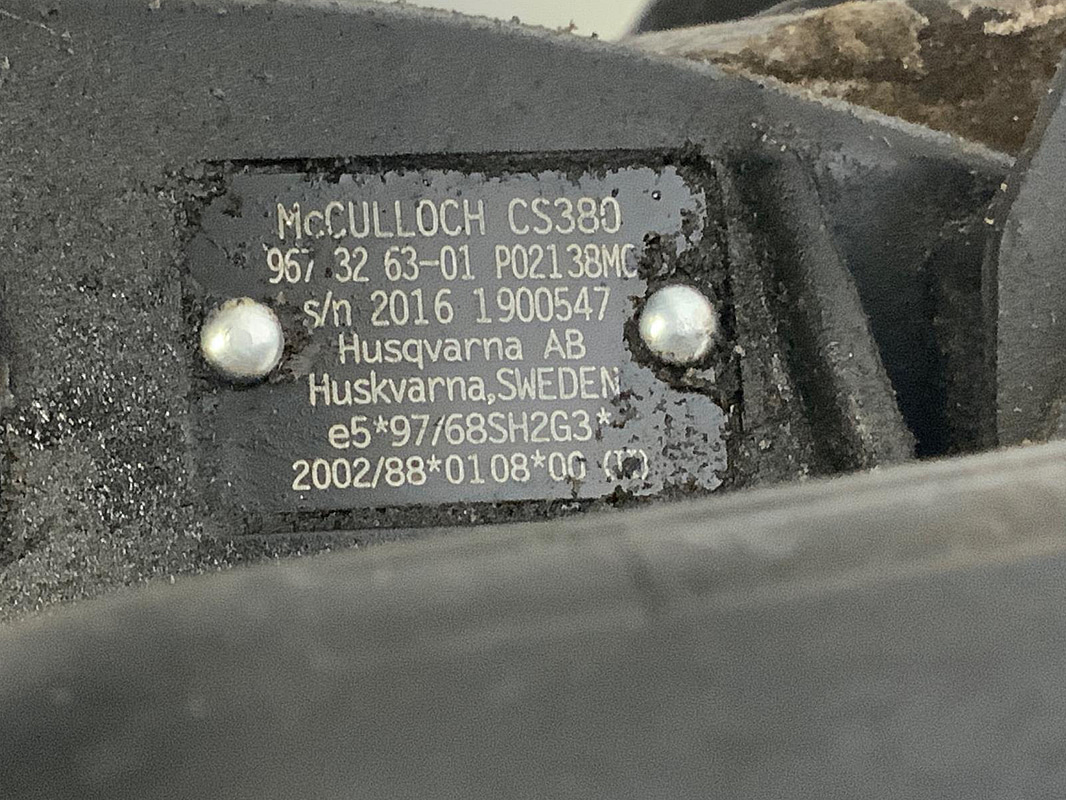 McCULLOCH CS380
967 32 63-01 P02138MC
s/n 2016 1900547
Husqvarna AB
Huskvarna,SWEDEN
e5*97/68SH2G3*
2002/88*0108*00